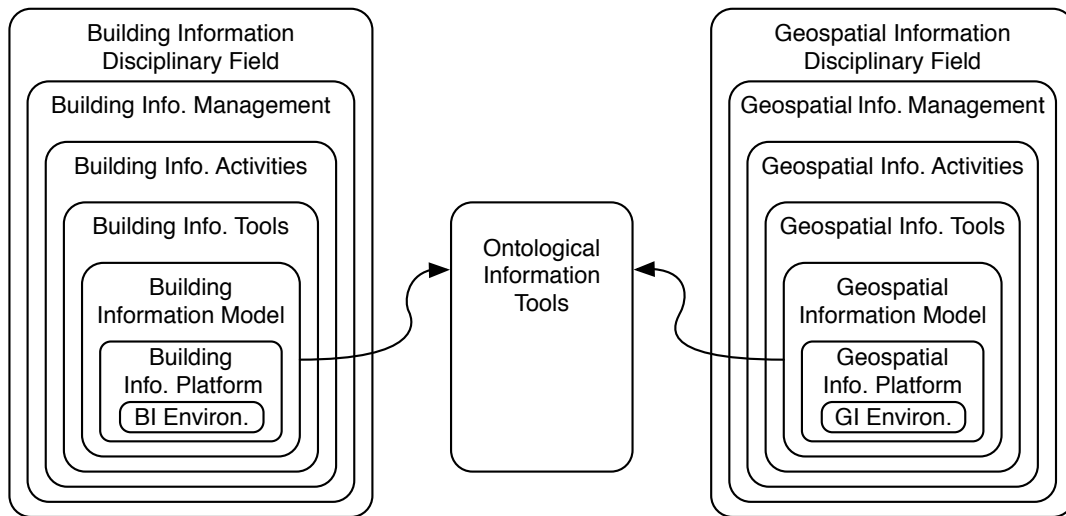 Building Information
Disciplinary Field
Building Info. Management
Building Info. Activities
Building Info. Tools
Building
Information Model
Building
Info. Platform
BI Environ.
Ontological
Information
Tools
Geospatial Information
Disciplinary Field
Geospatial Info. Management
Geospatial Info. Activities
Geospatial Info. Tools
Geospatial
Information Model
Geospatial
Info. Platform
GI Environ.